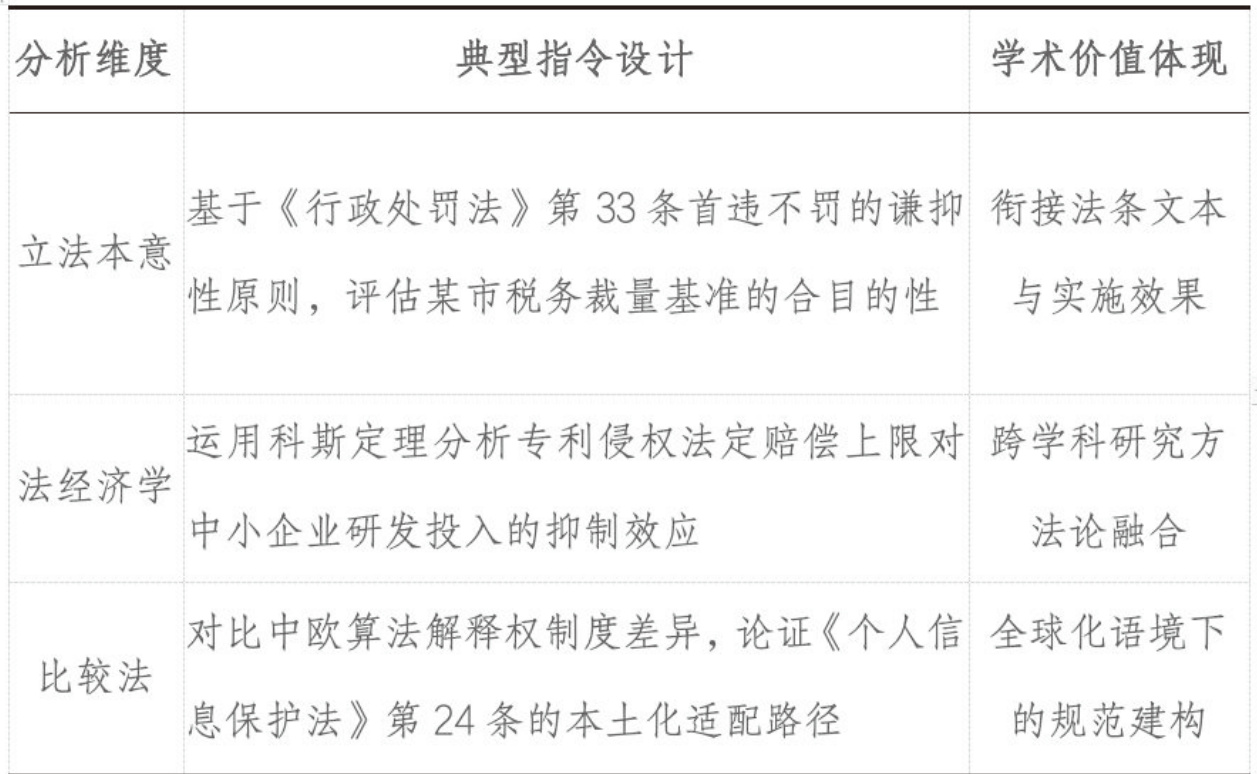 分析维度 典型指令设计 学术价值体现
立法本意
基于《行政处罚法》第 33 条首违不罚的谦抑
性原则，评估某市税务裁量基准的合目的性
衔接法条文本
与实施效果
法经济学
运用科斯定理分析专利侵权法定赔偿上限对
中小企业研发投入的抑制效应
跨学科研究方
法论融合
比较法
对比中欧算法解释权制度差异，论证《个人信
息保护法》第 24 条的本土化适配路径
全球化语境下
的规范建构